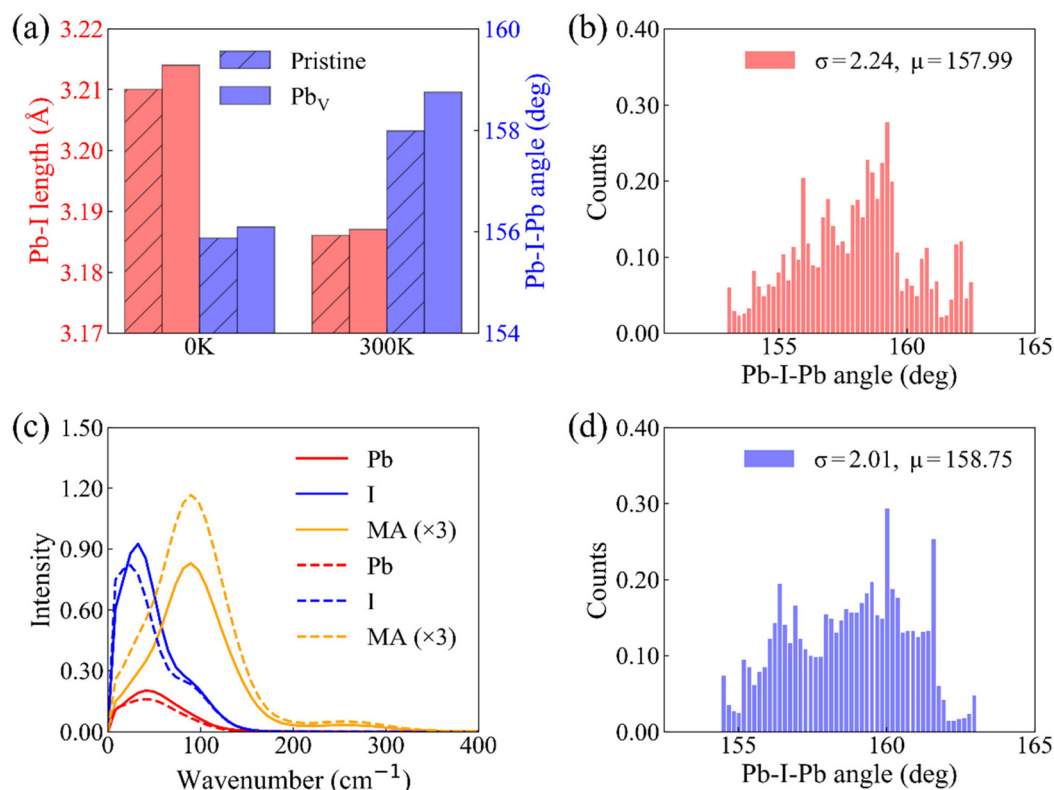 (a)
3.22
3.21
3.20
3.19
3.18
3.17
Pb-I length (Å)
Pristine
PbV
160
158
156
154
Pb-I-Pb angle (deg)
0K
300K
(b)
0.40
0.30
0.20
0.10
0.00
Counts
σ=2.24, μ=157.99
155
160
165
Pb-I-Pb angle (deg)
(c)
1.50
1.20
0.90
0.60
0.30
0.00
Intensity
Pb
I
MA (×3)
Pb
I
MA (×3)
0
100
200
300
400
Wavenumber (cm⁻¹)
(d)
0.40
0.30
0.20
0.10
0.00
Counts
σ=2.01, μ=158.75
155
160
165
Pb-I-Pb angle (deg)